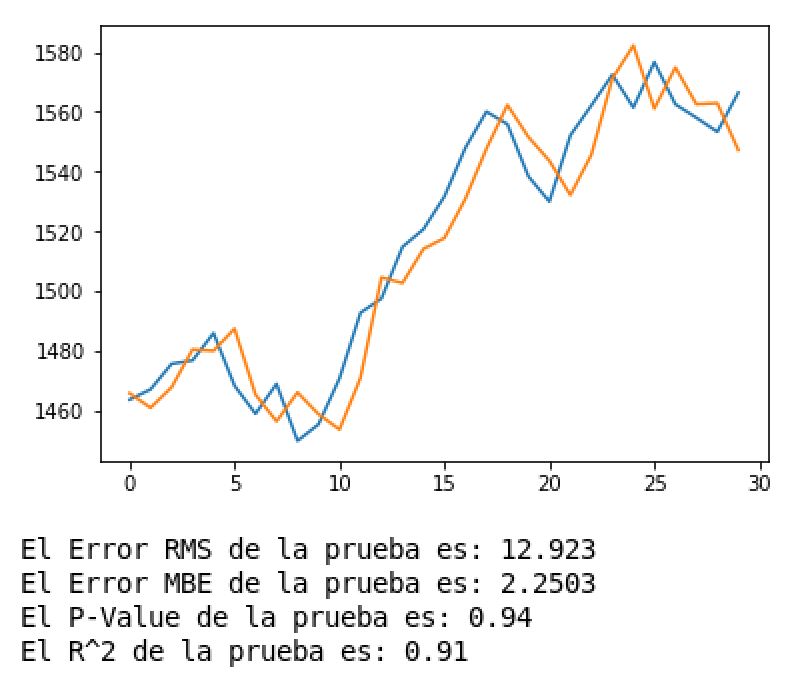 1580
1560
1540
1520
1500
1480
1460
0 5 10 15 20 25 30
El Error RMS de la prueba es: 12.923
El Error MBE de la prueba es: 2.2503
El P-Value de la prueba es: 0.94
El R^2 de la prueba es: 0.91